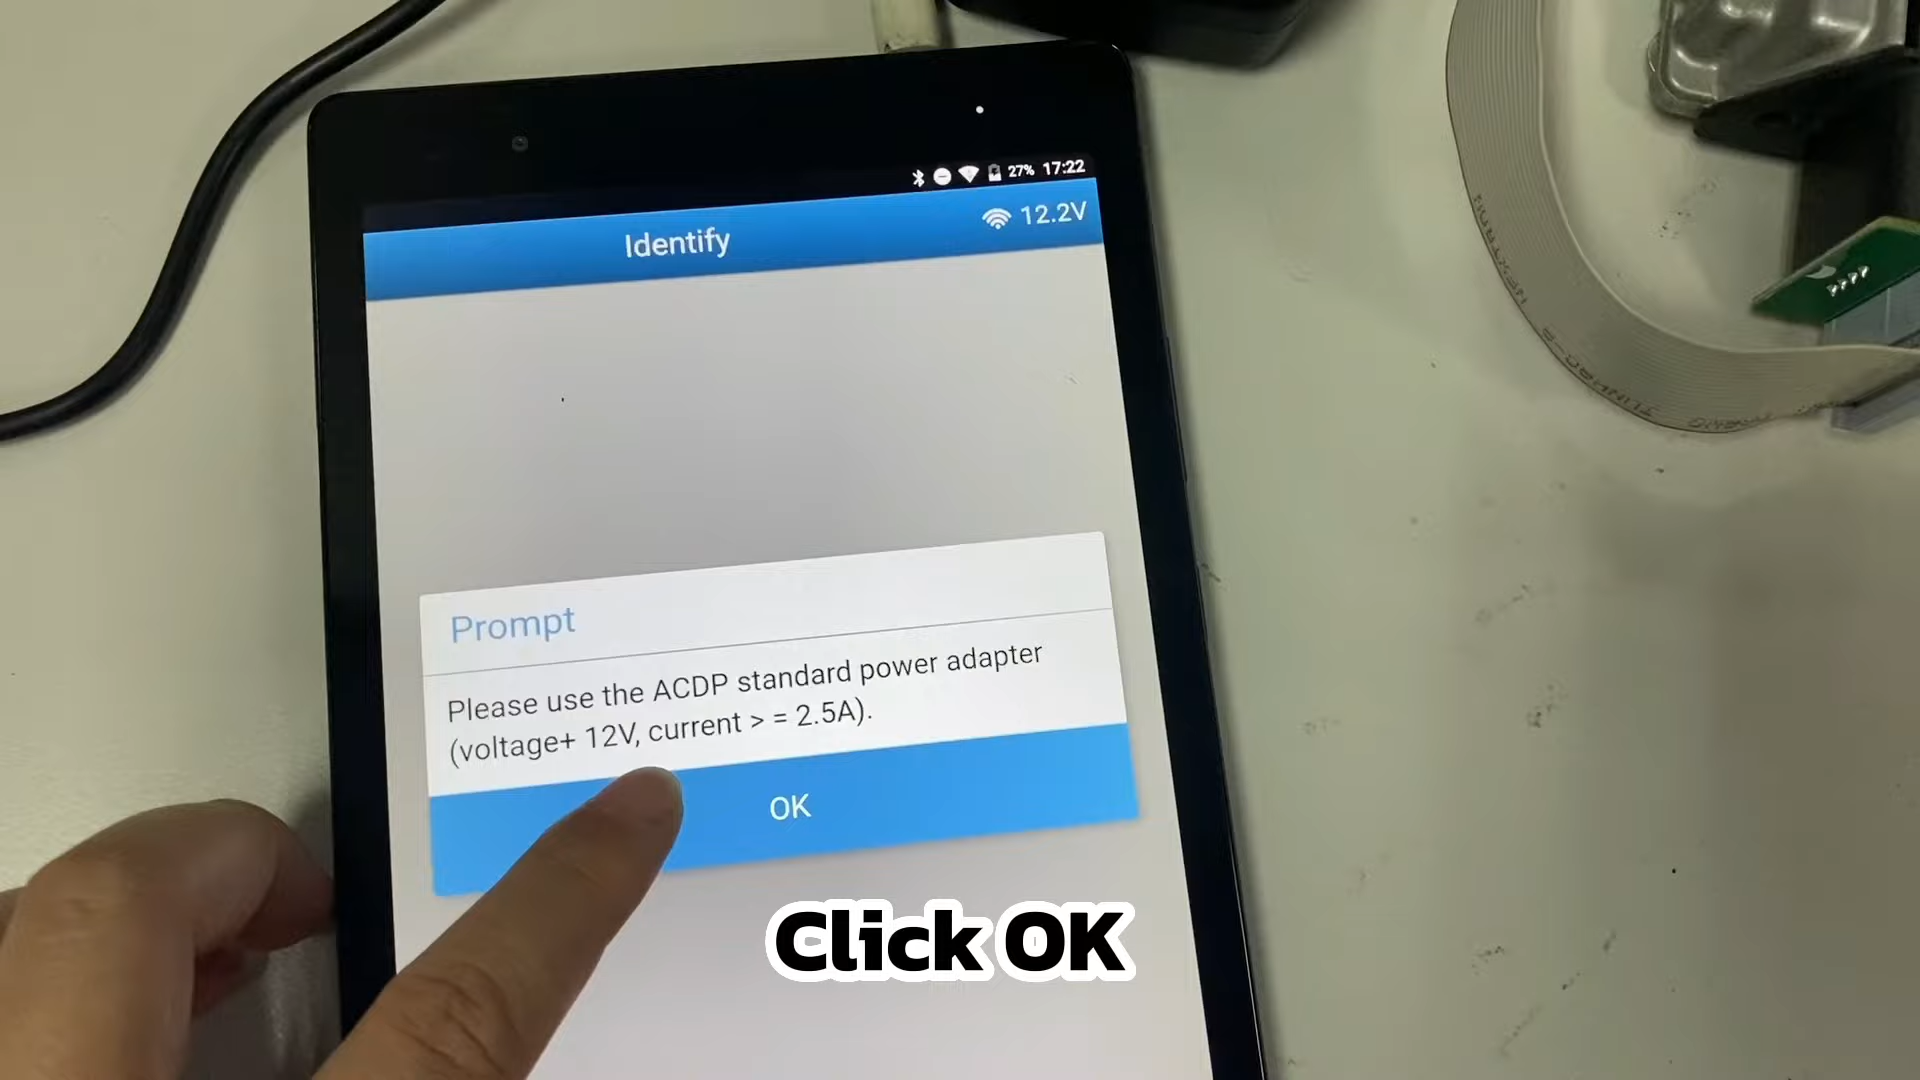 27% 17:22
Identify
12.2V
Prompt
Please use the ACDP standard power adapter
(voltage+ 12V, current > = 2.5A).
OK
Click OK